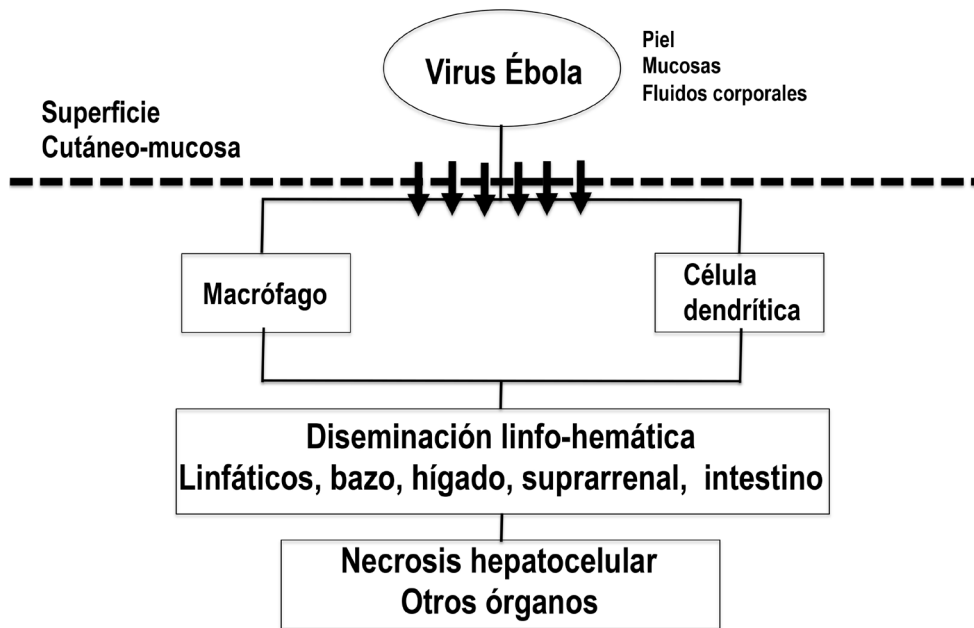 Virus Ébola
Piel
Mucosas
Fluidos corporales
Superficie
Cutáneo-mucosa
Macrófago
Célula
dendrítica
Diseminación linfo-hemática
Linfáticos, bazo, hígado, suprarrenal, intestino
Necrosis hepatocelular
Otros órganos